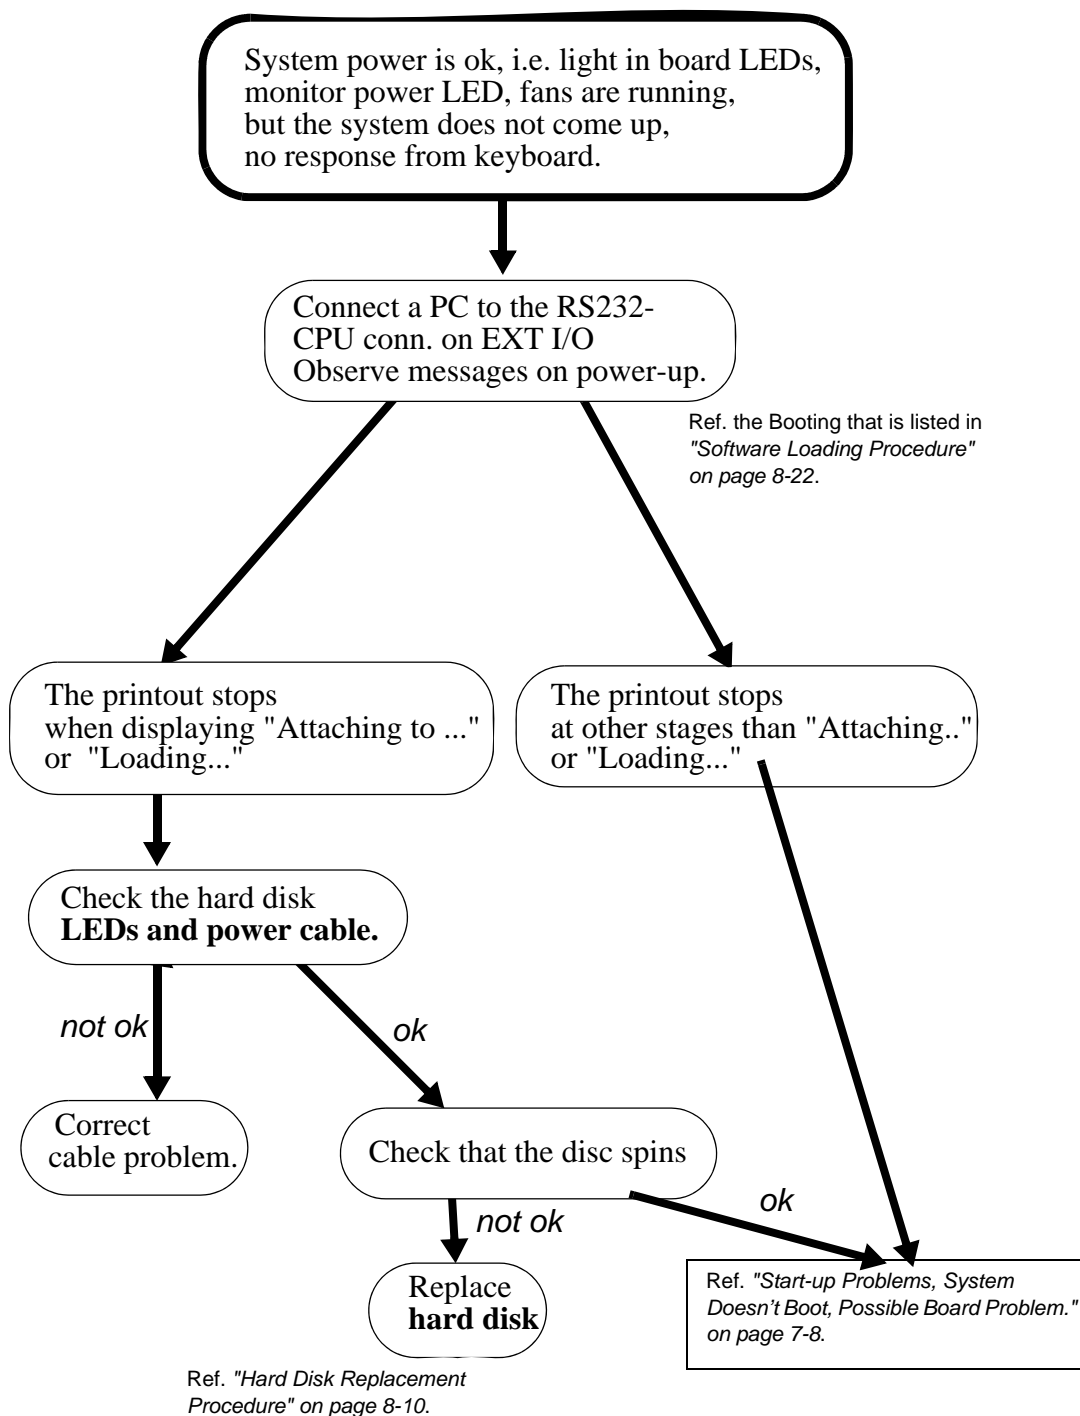 System power is ok, i.e. light in board LEDs,
monitor power LED, fans are running,
but the system does not come up,
no response from keyboard.
Connect a PC to the RS232-
CPU conn. on EXT I/O
Observe messages on power-up.
Ref. the Booting that is listed in
"Software Loading Procedure"
on page 8-22.
The printout stops
when displaying "Attaching to ..."
or "Loading..."
The printout stops
at other stages than "Attaching.."
or "Loading..."
Check the hard disk
LEDs and power cable.
not ok
ok
Correct
cable problem.
Check that the disc spins
not ok
ok
Replace
hard disk
Ref. "Start-up Problems, System
Doesn’t Boot, Possible Board Problem."
on page 7-8.
Ref. "Hard Disk Replacement
Procedure" on page 8-10.